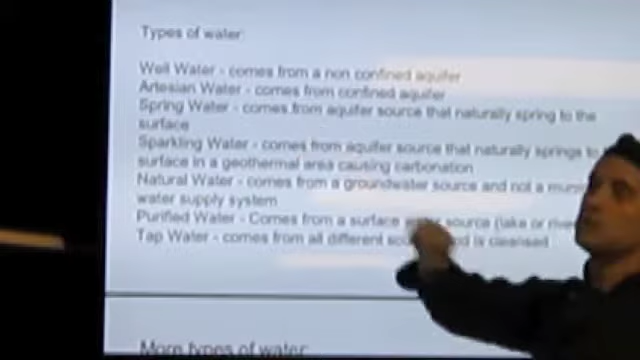 Types of water:
Well Water - comes from a non confined aquifer
Artesian Water - comes from confined aquifer
Spring Water - comes from aquifer source that naturally spring to the
surface
Sparkling Water - comes from aquifer source that naturally springs to
surface in a geothermal area causing carbonation
Natural Water - comes from a groundwater source and not a
water supply system
Purified Water - Comes from a surface water source (lake or
Tap Water - comes from all different and is cleansed
More types of water: